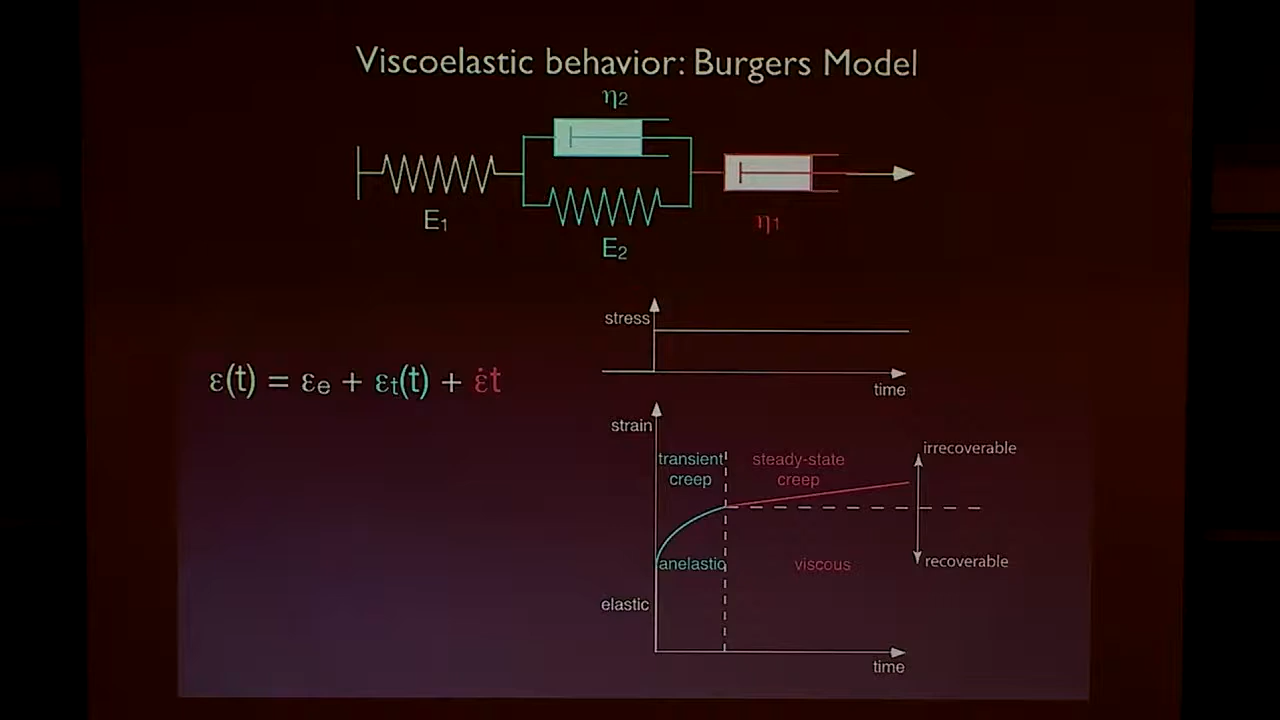 Viscoelastic behavior: Burgers Model
η2
E1
E2
η1
stress
time
ε(t) = εe + εt(t) + ε̇t
strain
transient creep
steady-state creep
irrecoverable
anelastic
viscous
recoverable
elastic
time